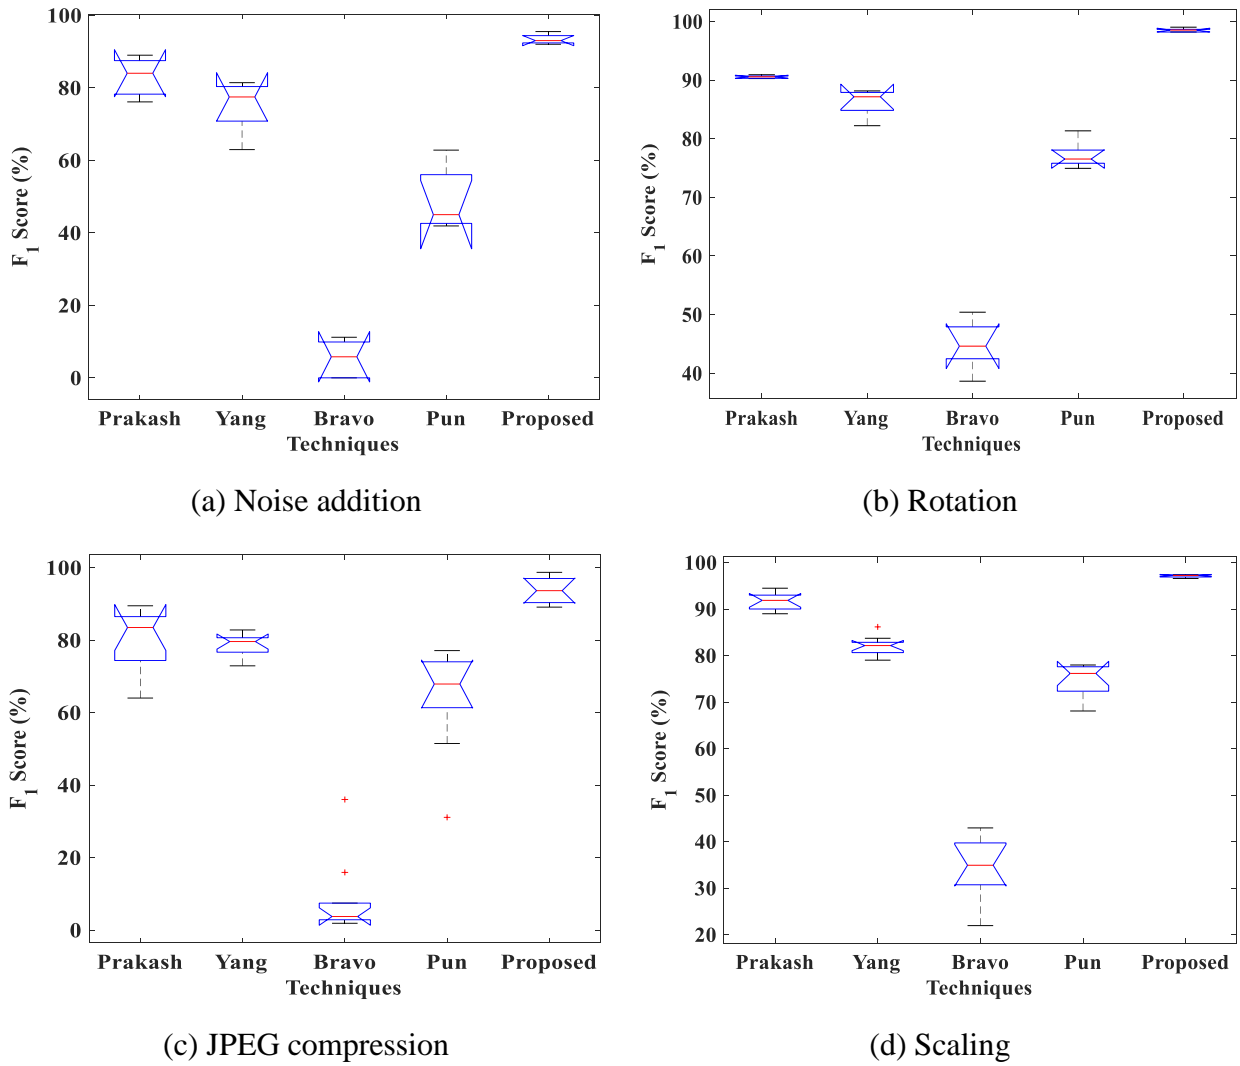 100
80
60
40
20
0
F1 Score (%)
Prakash Yang Bravo Pun Proposed
Techniques
(a) Noise addition
100
90
80
70
60
50
40
F1 Score (%)
Prakash Yang Bravo Pun Proposed
Techniques
(b) Rotation
100
80
60
40
20
0
F1 Score (%)
Prakash Yang Bravo Pun Proposed
Techniques
(c) JPEG compression
100
90
80
70
60
50
40
30
20
F1 Score (%)
Prakash Yang Bravo Pun Proposed
Techniques
(d) Scaling